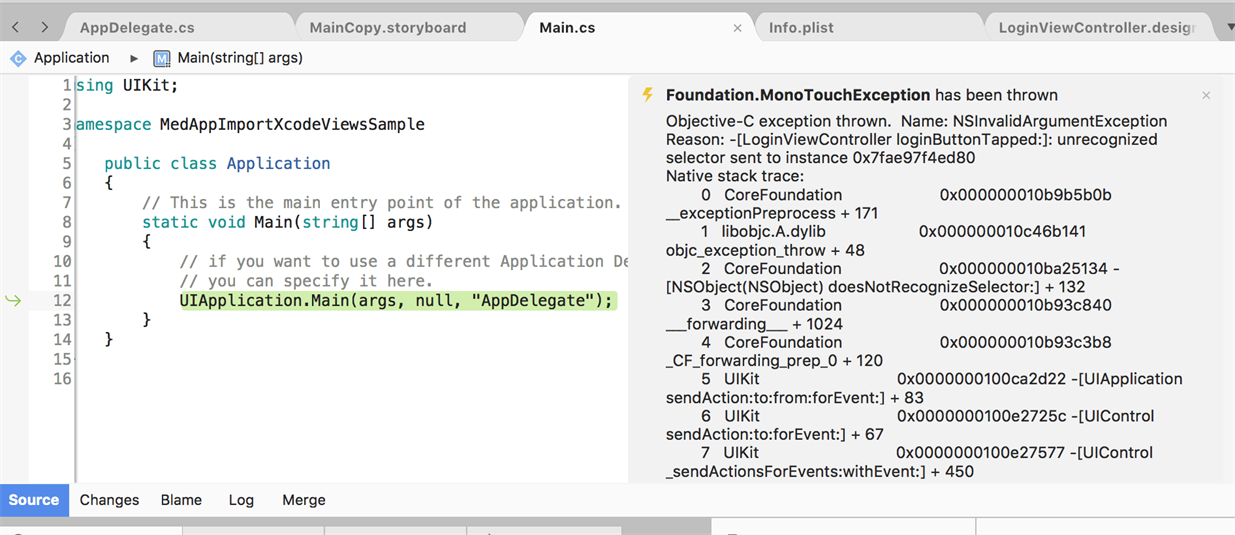 AppDelegate.cs MainCopy.storyboard Main.cs Info.plist LoginViewController.design
Application Main(string[] args)
1 sing UIKit;
2
3 amespace MedAppImportXcodeViewsSample
4
5 public class Application
6 {
7 // This is the main entry point of the application.
8 static void Main(string[] args)
9 {
10 // if you want to use a different Application De
11 // you can specify it here.
12 UIApplication.Main(args, null, "AppDelegate");
13 }
14 }
15
16
Foundation.MonoTouchException has been thrown
Objective-C exception thrown. Name: NSInvalidArgumentException
Reason: -[LoginViewController loginButtonTapped:]: unrecognized
selector sent to instance 0x7fae97f4ed80
Native stack trace:
0 CoreFoundation 0x000000010b9b5b0b
__exceptionPreprocess + 171
1 libobjc.A.dylib 0x000000010c46b141
objc_exception_throw + 48
2 CoreFoundation 0x000000010ba25134 -
[NSObject(NSObject) doesNotRecognizeSelector:] + 132
3 CoreFoundation 0x000000010b93c840
___forwarding___ + 1024
4 CoreFoundation 0x000000010b93c3b8
_CF_forwarding_prep_0 + 120
5 UIKit 0x0000000100ca2d22 -[UIApplication
sendAction:to:from:forEvent:] + 83
6 UIKit 0x0000000100e2725c -[UIControl
sendAction:to:forEvent:] + 67
7 UIKit 0x0000000100e27577 -[UIControl
_sendActionsForEvents:withEvent:] + 450
Source Changes Blame Log Merge